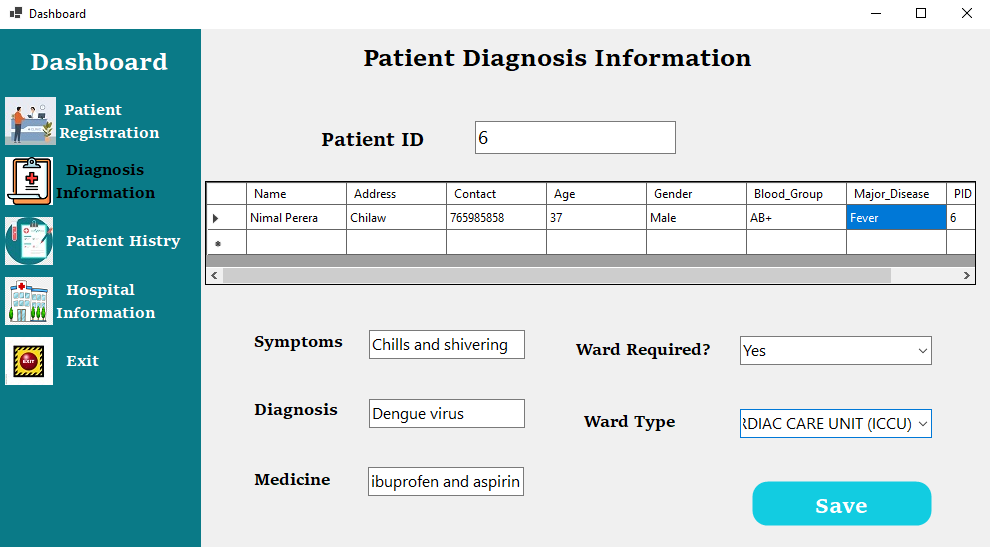 Dashboard
Dashboard
Patient
Registration
Diagnosis
Information
Patient Histry
Hospital
Information
EXIT
Exit
Patient Diagnosis Information
Patient ID 6
Name Address Contact Age Gender Blood_Group Major_Disease PID
Nimal Perera Chilaw 765985858 37 Male AB+ Fever 6
Symptoms Chills and shivering
Ward Required? Yes
Diagnosis Dengue virus
Ward Type RDIAC CARE UNIT (ICCU)
Medicine ibuprofen and aspirin
Save